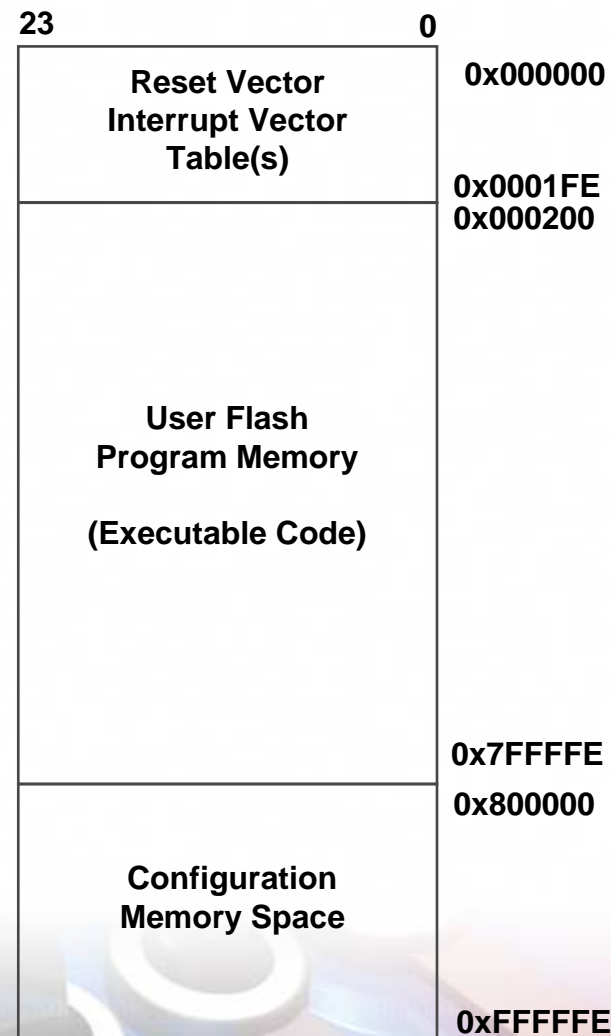 23 0
Reset Vector
Interrupt Vector
Table(s)
0x000000
0x0001FE
0x000200
User Flash
Program Memory
(Executable Code)
0x7FFFFE
0x800000
Configuration
Memory Space
0xFFFFFE